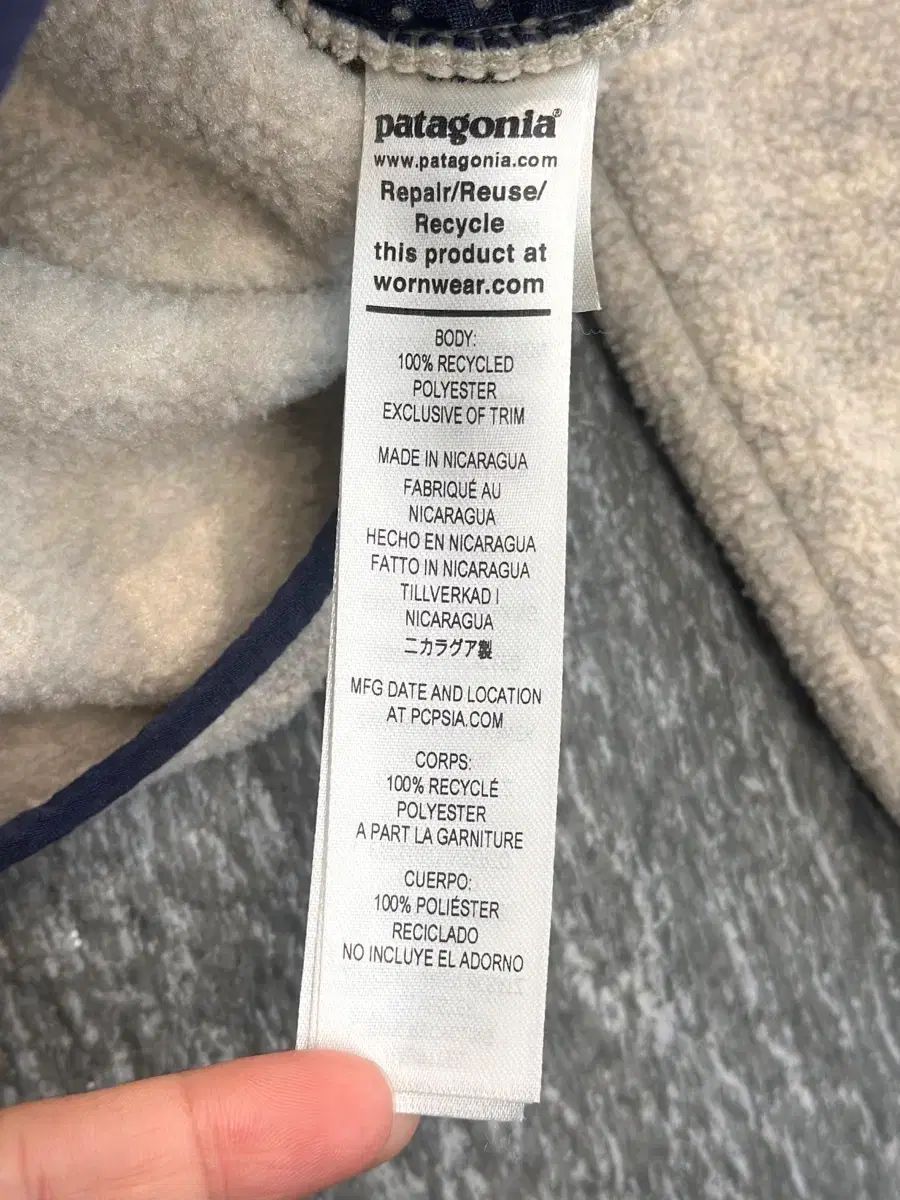 patagonia®
www.patagonia.com
Repair/Reuse/
Recycle
this product at
wornwear.com
BODY:
100% RECYCLED
POLYESTER
EXCLUSIVE OF TRIM
MADE IN NICARAGUA
FABRIQUÉ AU
NICARAGUA
HECHO EN NICARAGUA
FATTO IN NICARAGUA
TILLVERKAD I
NICARAGUA
ニカラグア製
MFG DATE AND LOCATION
AT PCPSIA.COM
CORPS:
100% RECYCLÉ
POLYESTER
A PART LA GARNITURE
CUERPO:
100% POLIÉSTER
RECICLADO
NO INCLUYE EL ADORNO